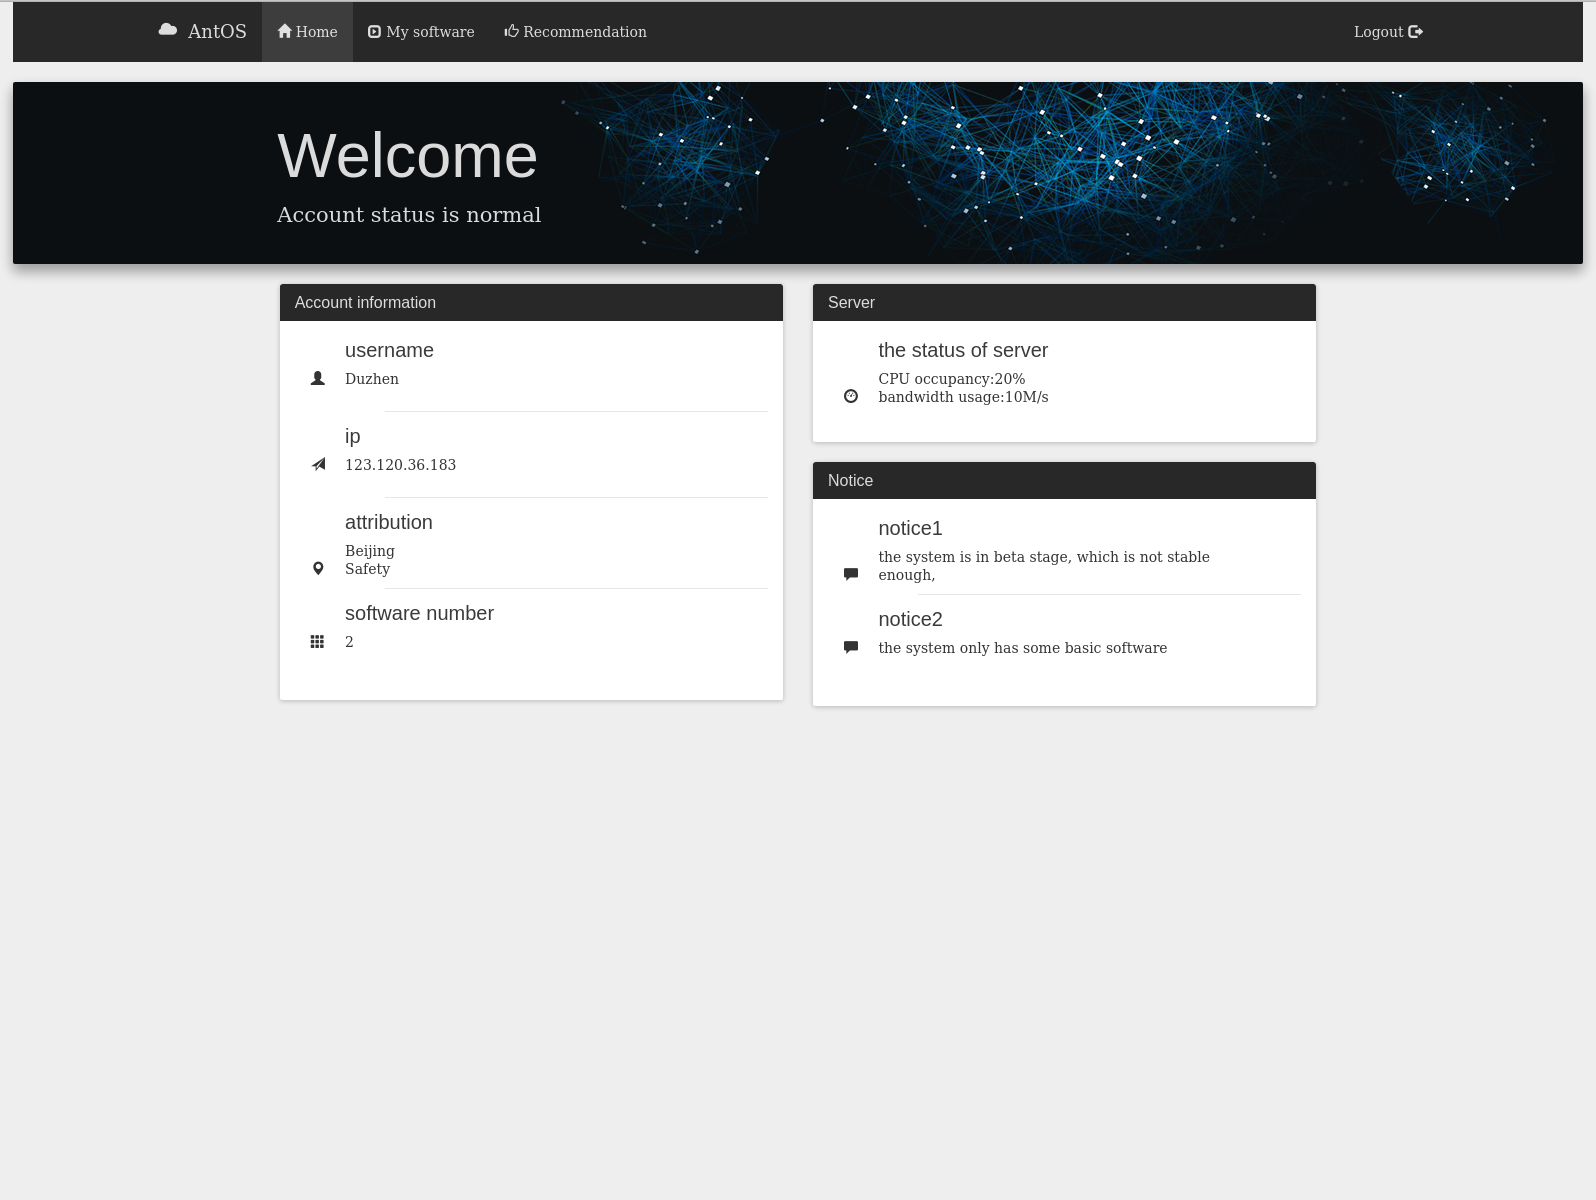 AntOS Home My software Recommendation Logout
Welcome
Account status is normal
Account information
username
Duzhen
ip
123.120.36.183
attribution
Beijing
Safety
software number
2
Server
the status of server
CPU occupancy:20%
bandwidth usage:10M/s
Notice
notice1
the system is in beta stage, which is not stable
enough,
notice2
the system only has some basic software